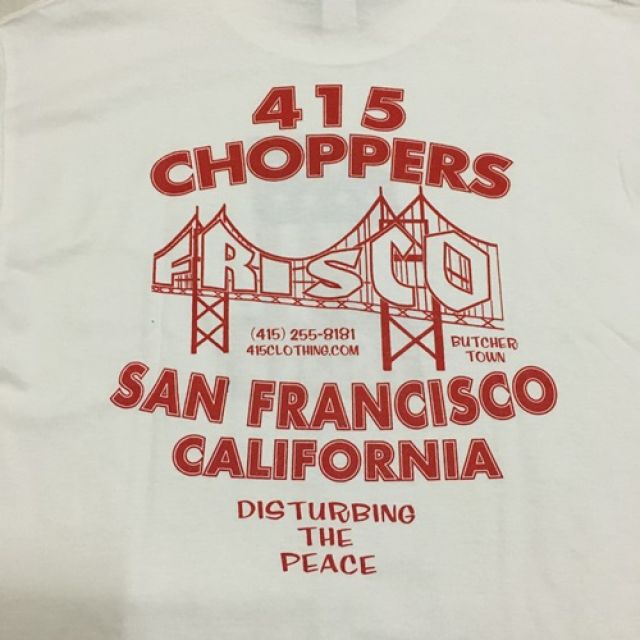 415
CHOPPERS
FRISCO
(415) 255-8181
415CLOTHING.COM
BUTCHER
TOWN
SAN FRANCISCO
CALIFORNIA
DISTURBING
THE
PEACE